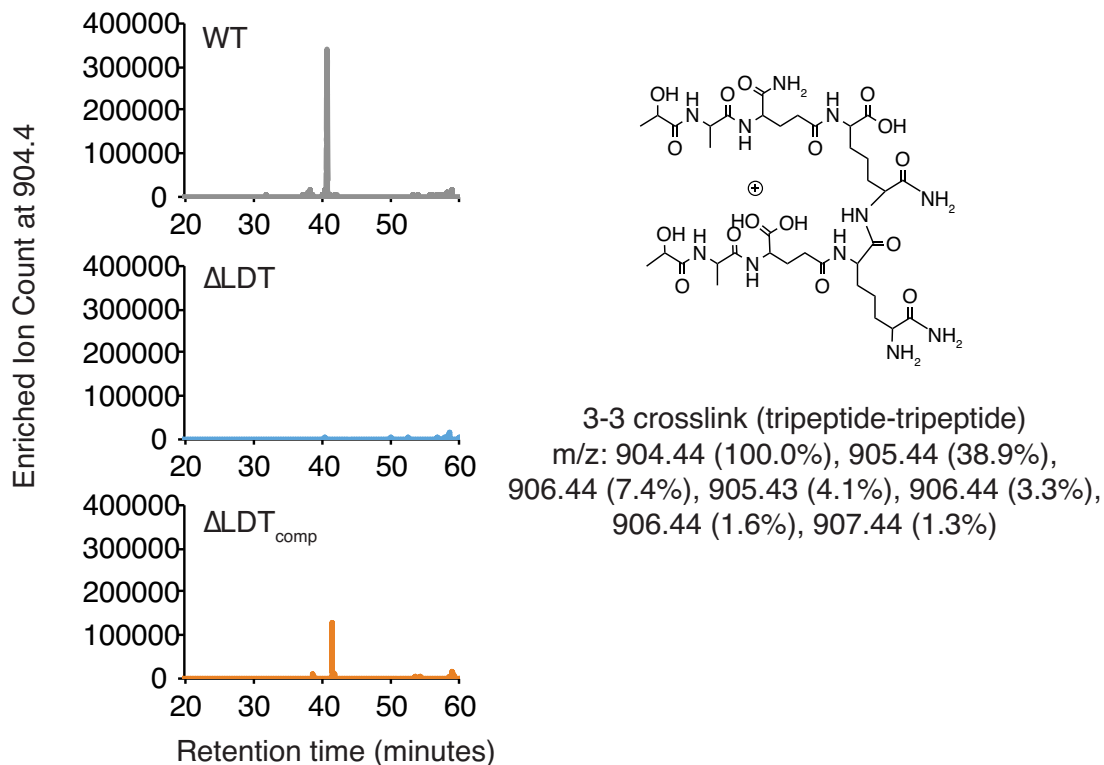 Enriched Ion Count at 904.4
WT
400000
300000
200000
100000
0
20 30 40 50
ΔLDT
400000
300000
200000
100000
0
20 30 40 50 60
ΔLDTcomp
400000
300000
200000
100000
0
20 30 40 50 60
Retention time (minutes)
OH H O O NH2 H O
N N OH
O N O O
H NH2
⊕ HN
OH H O HO OH H O
N N
O N O O
H NH2
NH2
3-3 crosslink (tripeptide-tripeptide)
m/z: 904.44 (100.0%), 905.44 (38.9%),
906.44 (7.4%), 905.43 (4.1%), 906.44 (3.3%),
906.44 (1.6%), 907.44 (1.3%)